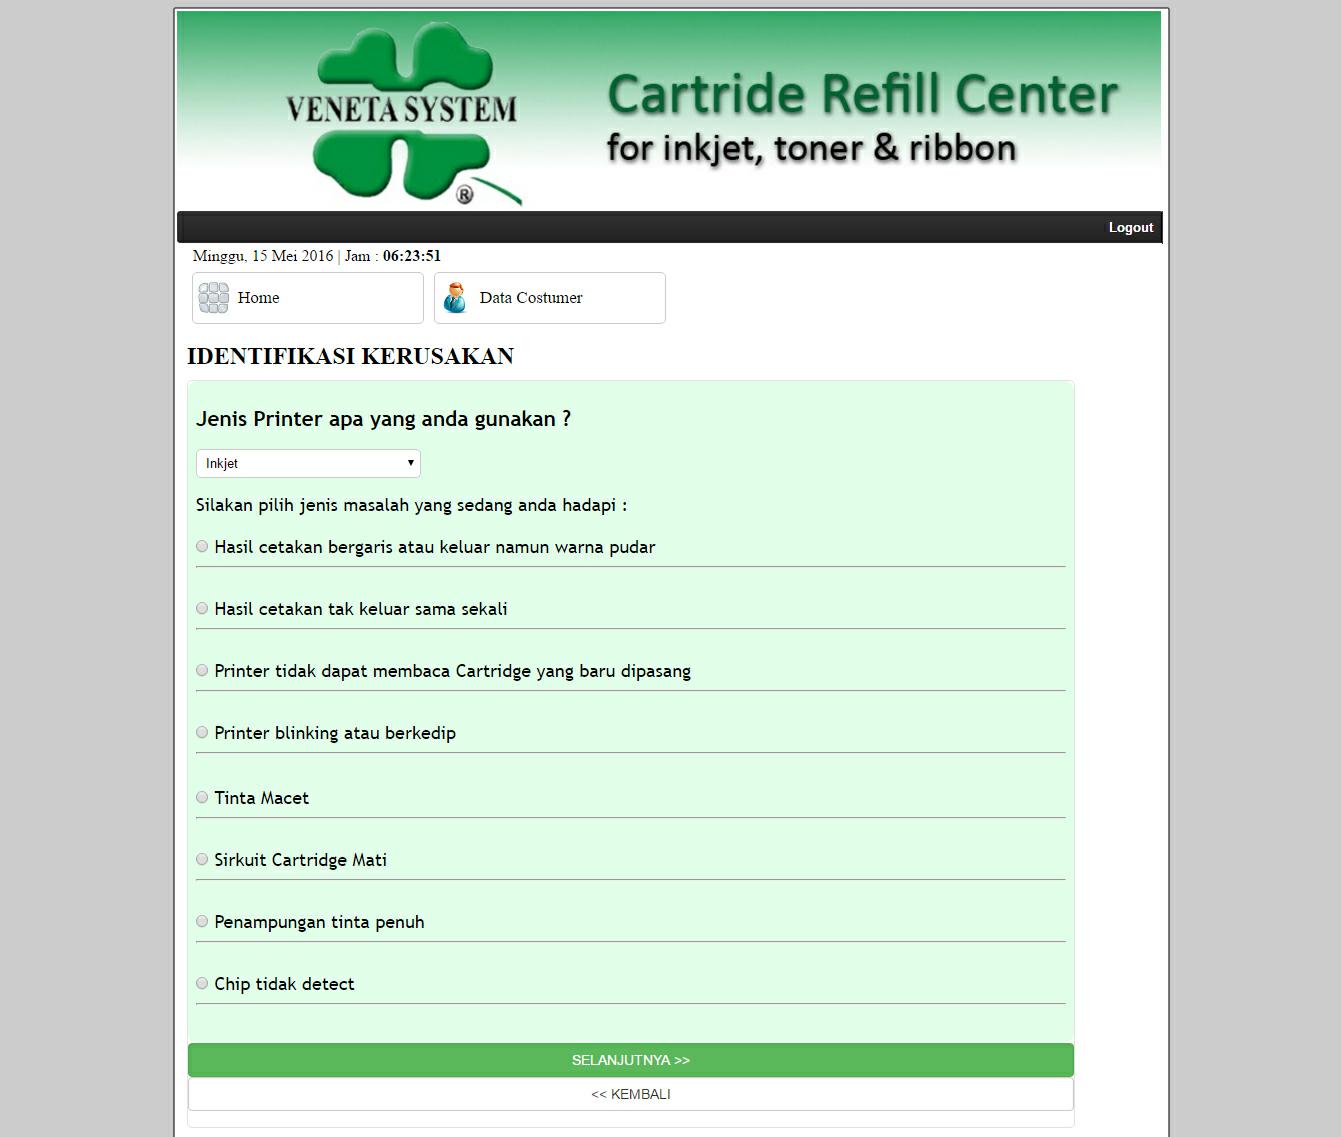 VENETA SYSTEM
®
Cartride Refill Center
for inkjet, toner & ribbon
Logout
Minggu, 15 Mei 2016 | Jam : 06:23:51
Home
Data Costumer
IDENTIFIKASI KERUSAKAN
Jenis Printer apa yang anda gunakan ?
Inkjet
Silakan pilih jenis masalah yang sedang anda hadapi :
Hasil cetakan bergaris atau keluar namun warna pudar
Hasil cetakan tak keluar sama sekali
Printer tidak dapat membaca Cartridge yang baru dipasang
Printer blinking atau berkedip
Tinta Macet
Sirkuit Cartridge Mati
Penampungan tinta penuh
Chip tidak detect
SELANJUTNYA >>
<< KEMBALI